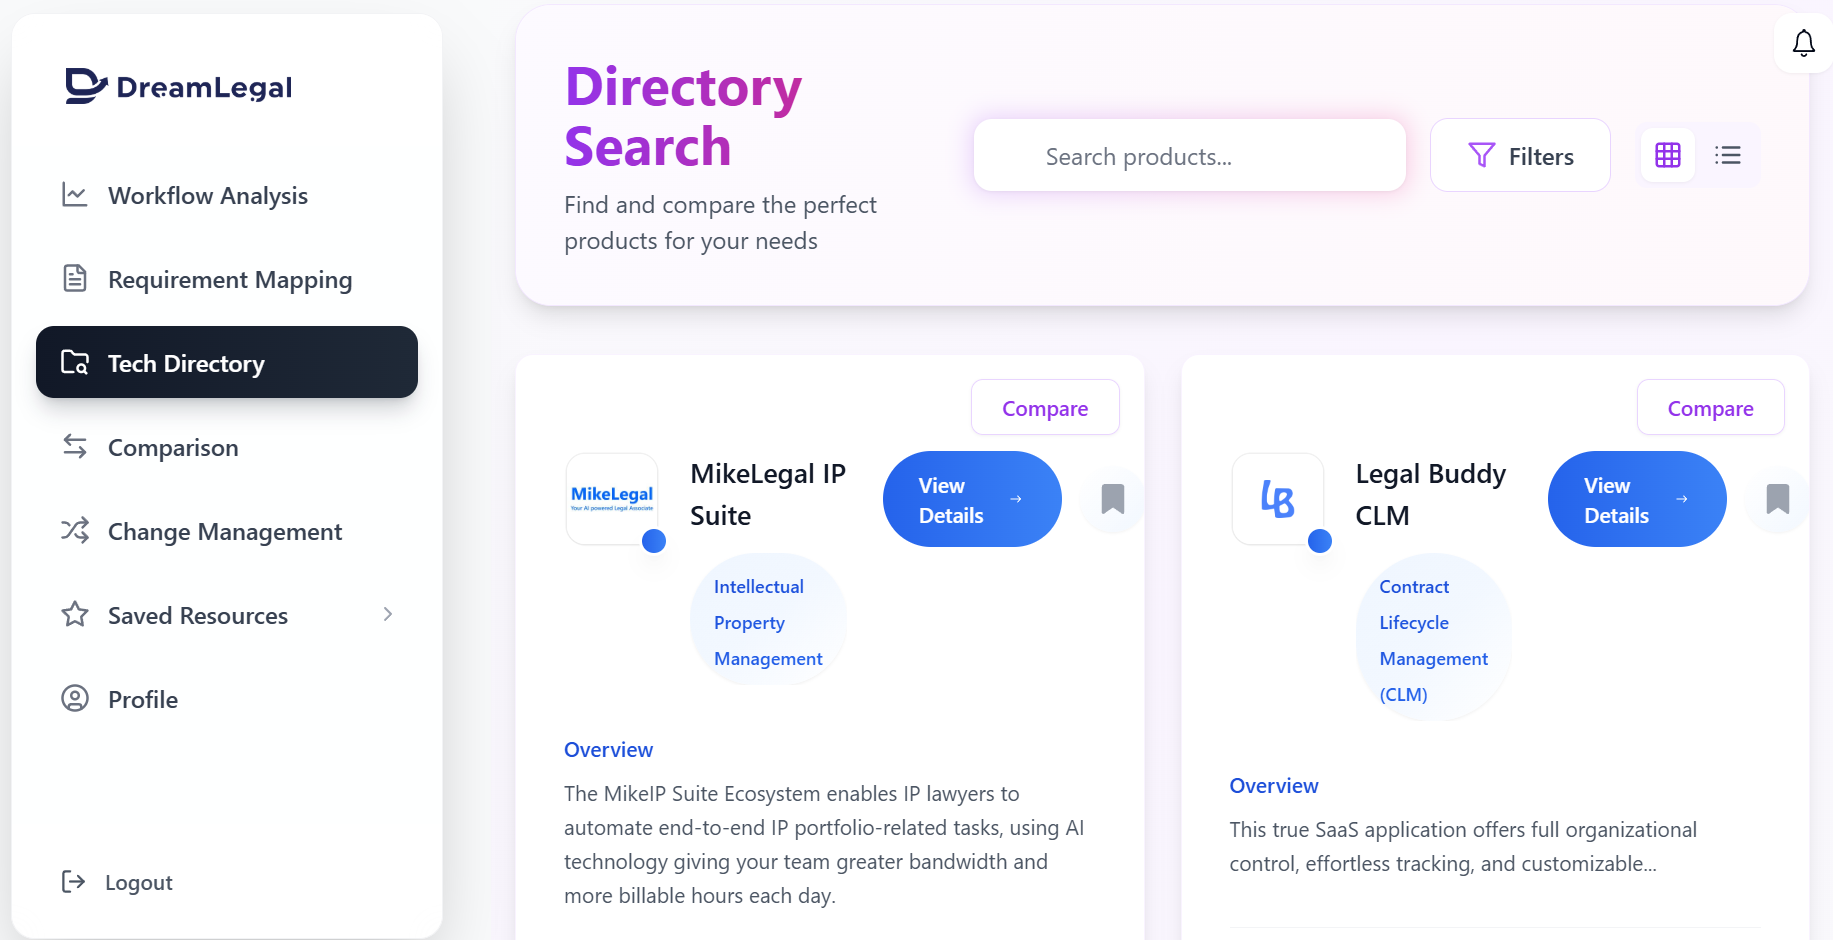 DreamLegal
Workflow Analysis
Requirement Mapping
Tech Directory
Comparison
Change Management
Saved Resources
Profile
Logout
Directory
Search
Find and compare the perfect
products for your needs
Search products...
Filters
Compare
MikeLegal
Your AI powered Legal Associate
MikeLegal IP
Suite
View
Details
Intellectual
Property
Management
Overview
The MikeIP Suite Ecosystem enables IP lawyers to
automate end-to-end IP portfolio-related tasks, using AI
technology giving your team greater bandwidth and
more billable hours each day.
Compare
LB
Legal Buddy
CLM
View
Details
Contract
Lifecycle
Management
(CLM)
Overview
This true SaaS application offers full organizational
control, effortless tracking, and customizable...